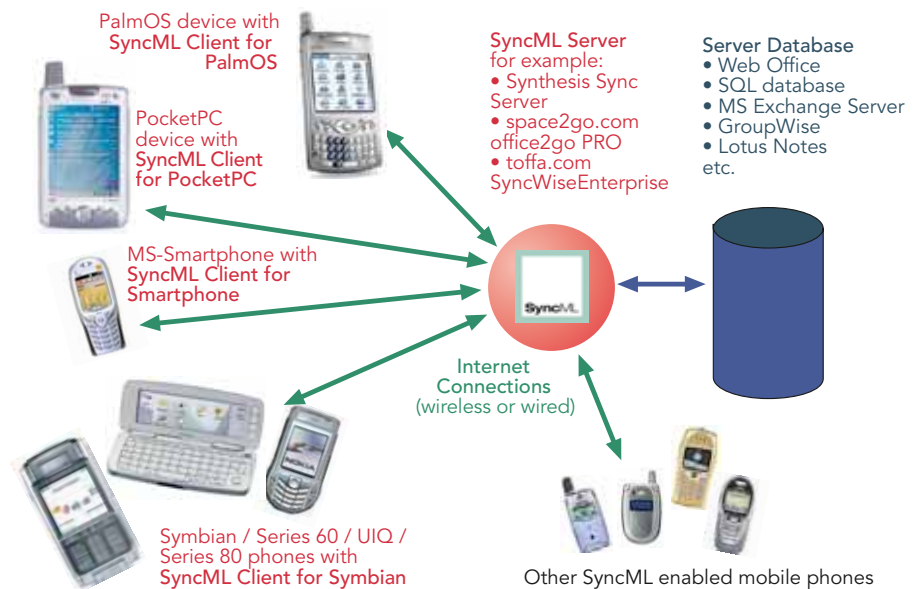 PalmOS device with
SyncML Client for
PalmOS
SyncML Server
for example:
• Synthesis Sync
Server
• space2go.com
office2go PRO
• toffa.com
SyncWiseEnterprise
Server Database
• Web Office
• SQL database
• MS Exchange Server
• GroupWise
• Lotus Notes
etc.
PocketPC
device with
SyncML Client
for PocketPC
MS-Smartphone with
SyncML Client for
Smartphone
SyncML
Internet
Connections
(wireless or wired)
NOKIA
Symbian / Series 60 / UIQ /
Series 80 phones with
SyncML Client for Symbian
Other SyncML enabled mobile phones